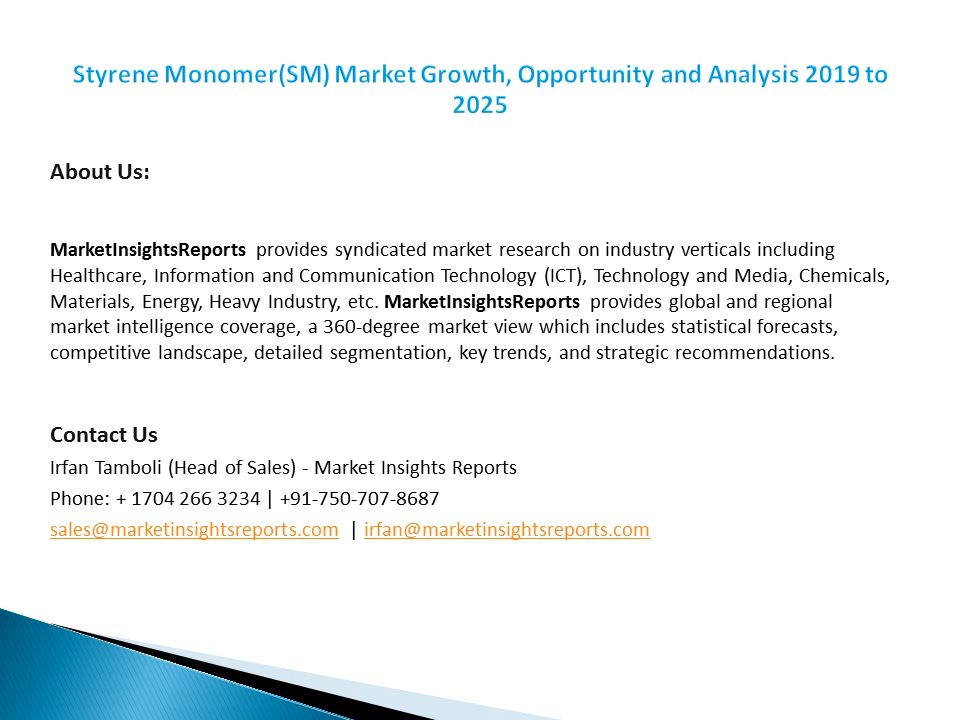 Styrene Monomer(SM) Market Growth, Opportunity and Analysis 2019 to
2025
About Us:
MarketInsightsReports provides syndicated market research on industry verticals including
Healthcare, Information and Communication Technology (ICT), Technology and Media, Chemicals,
Materials, Energy, Heavy Industry, etc. MarketInsightsReports provides global and regional
market intelligence coverage, a 360-degree market view which includes statistical forecasts,
competitive landscape, detailed segmentation, key trends, and strategic recommendations.
Contact Us
Irfan Tamboli (Head of Sales) - Market Insights Reports
Phone: + 1704 266 3234 | +91-750-707-8687
sales@marketinsightsreports.com | irfan@marketinsightsreports.com